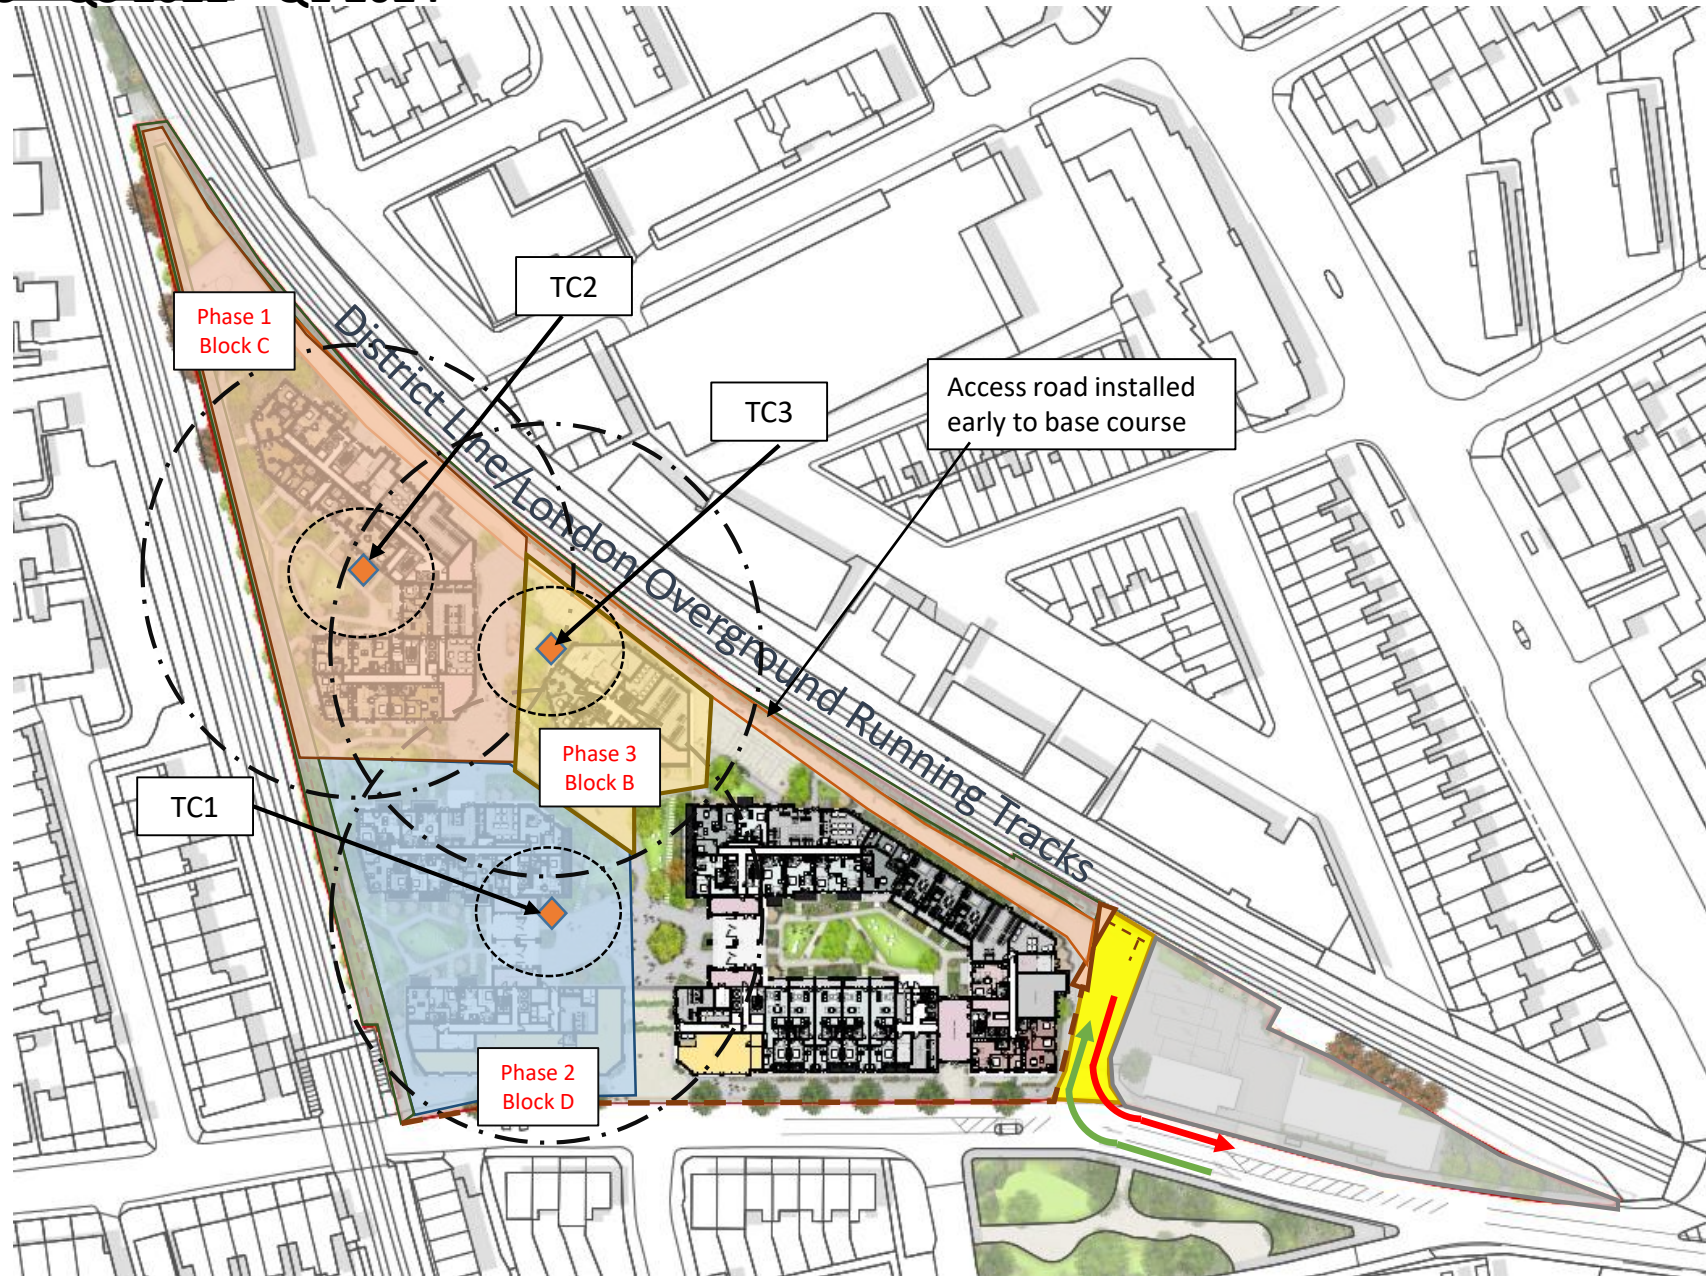 TC2
Phase 1
Block C
District Line/London Overground Running Tracks
TC3
Access road installed
early to base course
Phase 3
Block B
TC1
Phase 2
Block D